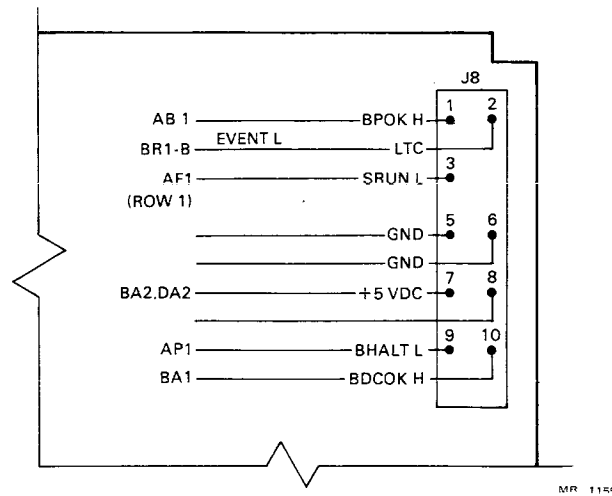 J8
1 2
AB 1 BPOK H
EVENT L
BR1-B LTC
3
AF1 SRUN L
(ROW 1)
5 6
GND
GND
7 8
BA2,DA2 +5 VDC
9 10
AP1 BHALT L
BA1 BDCOK H